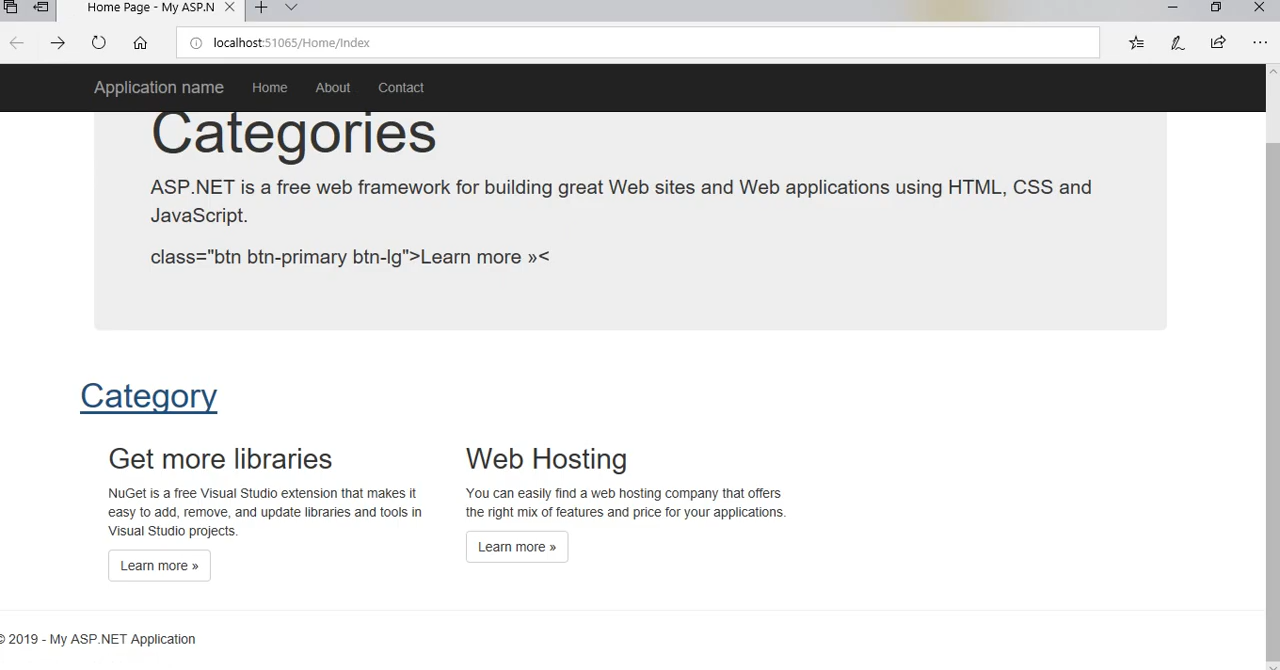 Home Page - My ASP.N
localhost:51065/Home/Index
Application name Home About Contact
Categories
ASP.NET is a free web framework for building great Web sites and Web applications using HTML, CSS and
JavaScript.
class="btn btn-primary btn-lg">Learn more »<
Category
Get more libraries
NuGet is a free Visual Studio extension that makes it
easy to add, remove, and update libraries and tools in
Visual Studio projects.
Learn more »
Web Hosting
You can easily find a web hosting company that offers
the right mix of features and price for your applications.
Learn more »
© 2019 - My ASP.NET Application